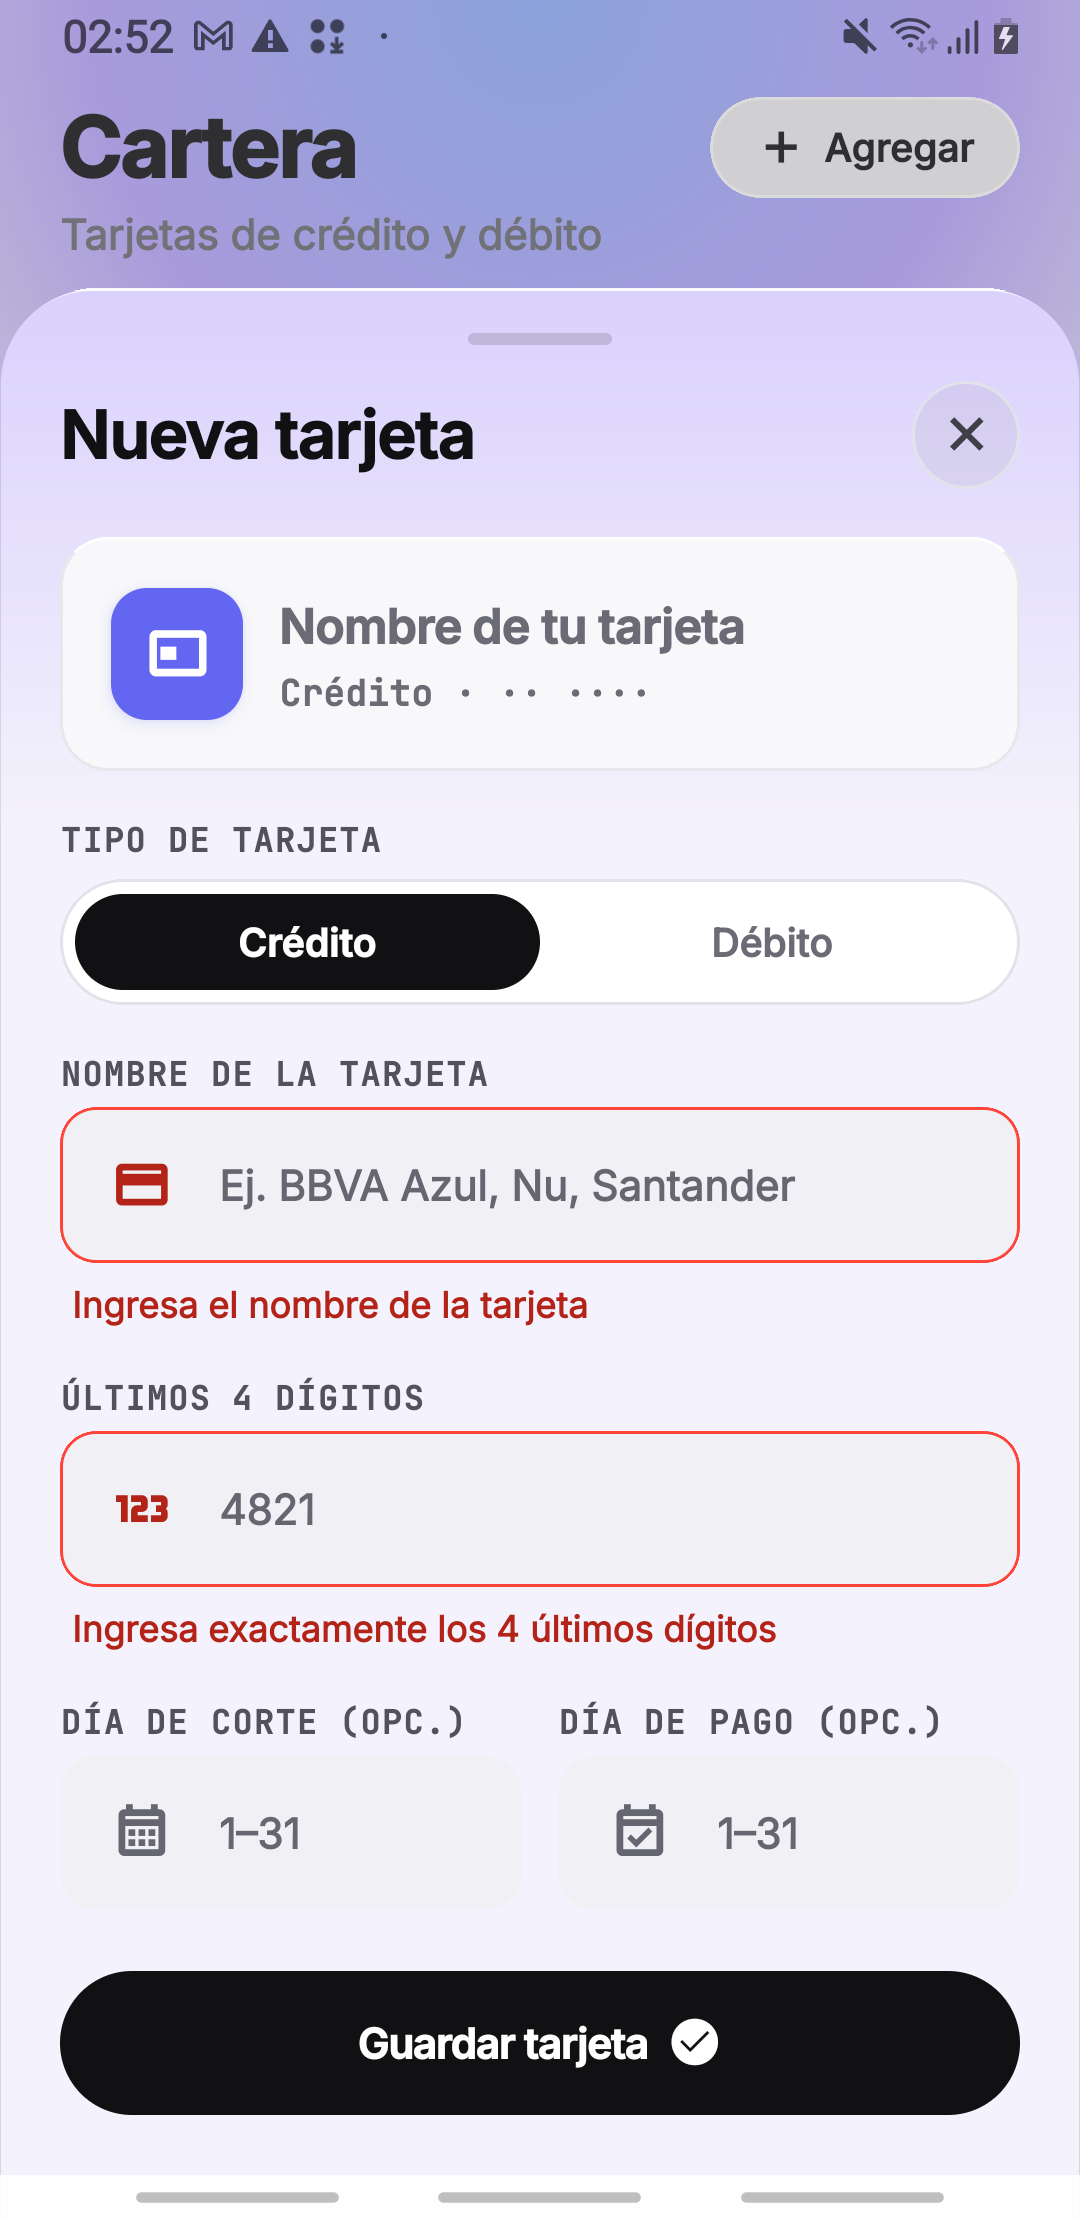 02:52
Cartera
+ Agregar
Tarjetas de crédito y débito
Nueva tarjeta
Nombre de tu tarjeta
Crédito · ·· ····
TIPO DE TARJETA
Crédito
Débito
NOMBRE DE LA TARJETA
Ej. BBVA Azul, Nu, Santander
Ingresa el nombre de la tarjeta
ÚLTIMOS 4 DÍGITOS
123
4821
Ingresa exactamente los 4 últimos dígitos
DÍA DE CORTE (OPC.)
DÍA DE PAGO (OPC.)
1–31
1–31
Guardar tarjeta